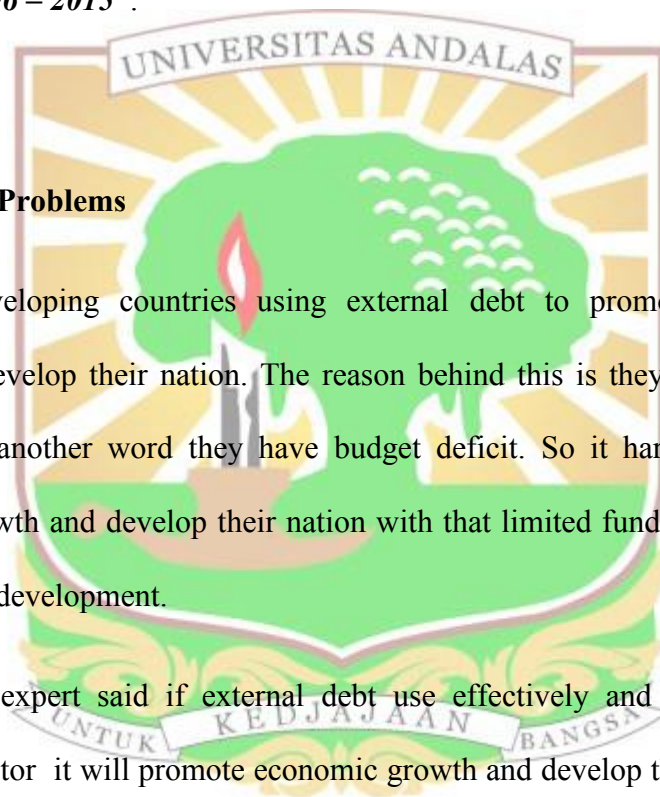 – 2015 .
UNIVERSITAS ANDALAS
Problems
veloping countries using external debt to promo
evelop their nation. The reason behind this is they
another word they have budget deficit. So it har
wth and develop their nation with that limited fund
development.
expert said if external debt use effectively and
UNTUK KEDJAJAAN BANGSA
tor it will promote economic growth and develop t